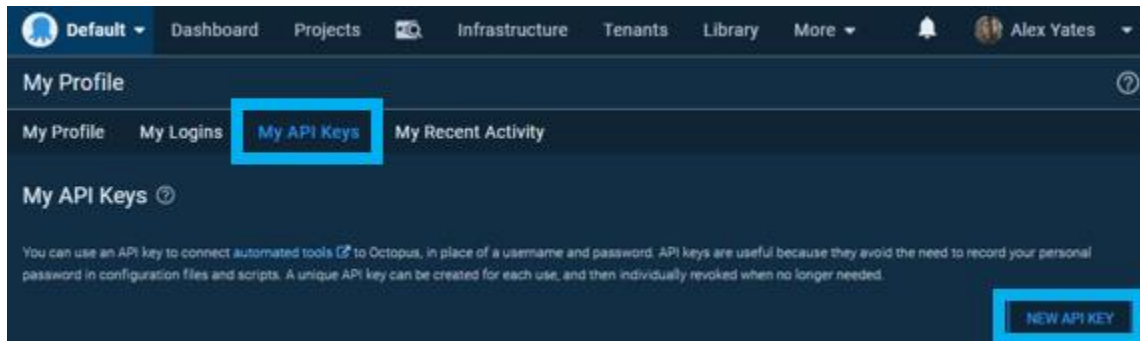 Default Dashboard Projects Infrastructure Tenants Library More Alex Yates
My Profile
My Profile My Logins My API Keys My Recent Activity
My API Keys
You can use an API key to connect automated tools to Octopus, in place of a username and password. API keys are useful because they avoid the need to record your personal
password in configuration files and scripts. A unique API key can be created for each use, and then individually revoked when no longer needed.
NEW API KEY